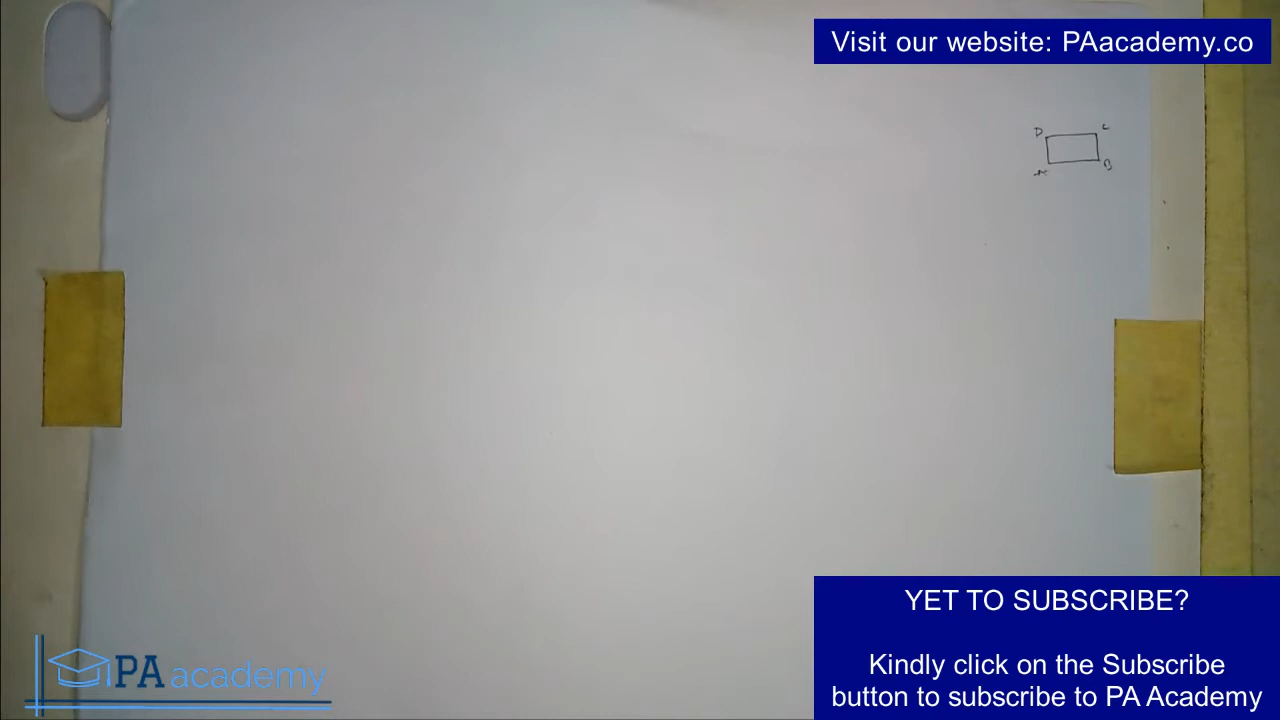 Visit our website: PAacademy.co
D C
A B
YET TO SUBSCRIBE?
Kindly click on the Subscribe
button to subscribe to PA Academy
PA academy